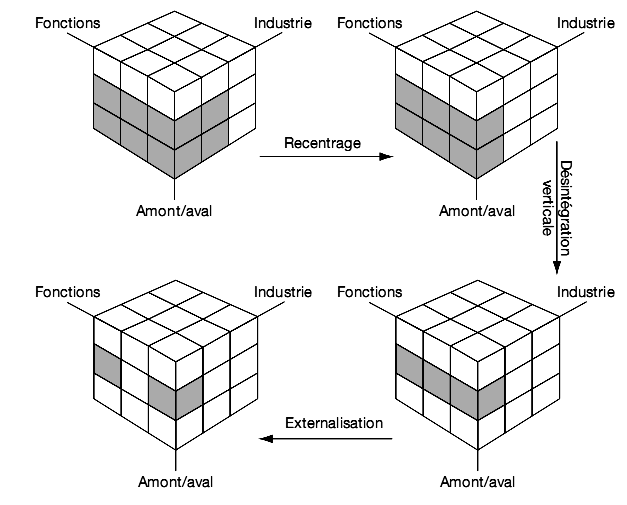 Fonctions
Industrie
Fonctions
Industrie
Recentrage
Amont/aval
Amont/aval
Désintégration
verticale
Fonctions
Industrie
Fonctions
Industrie
Externalisation
Amont/aval
Amont/aval